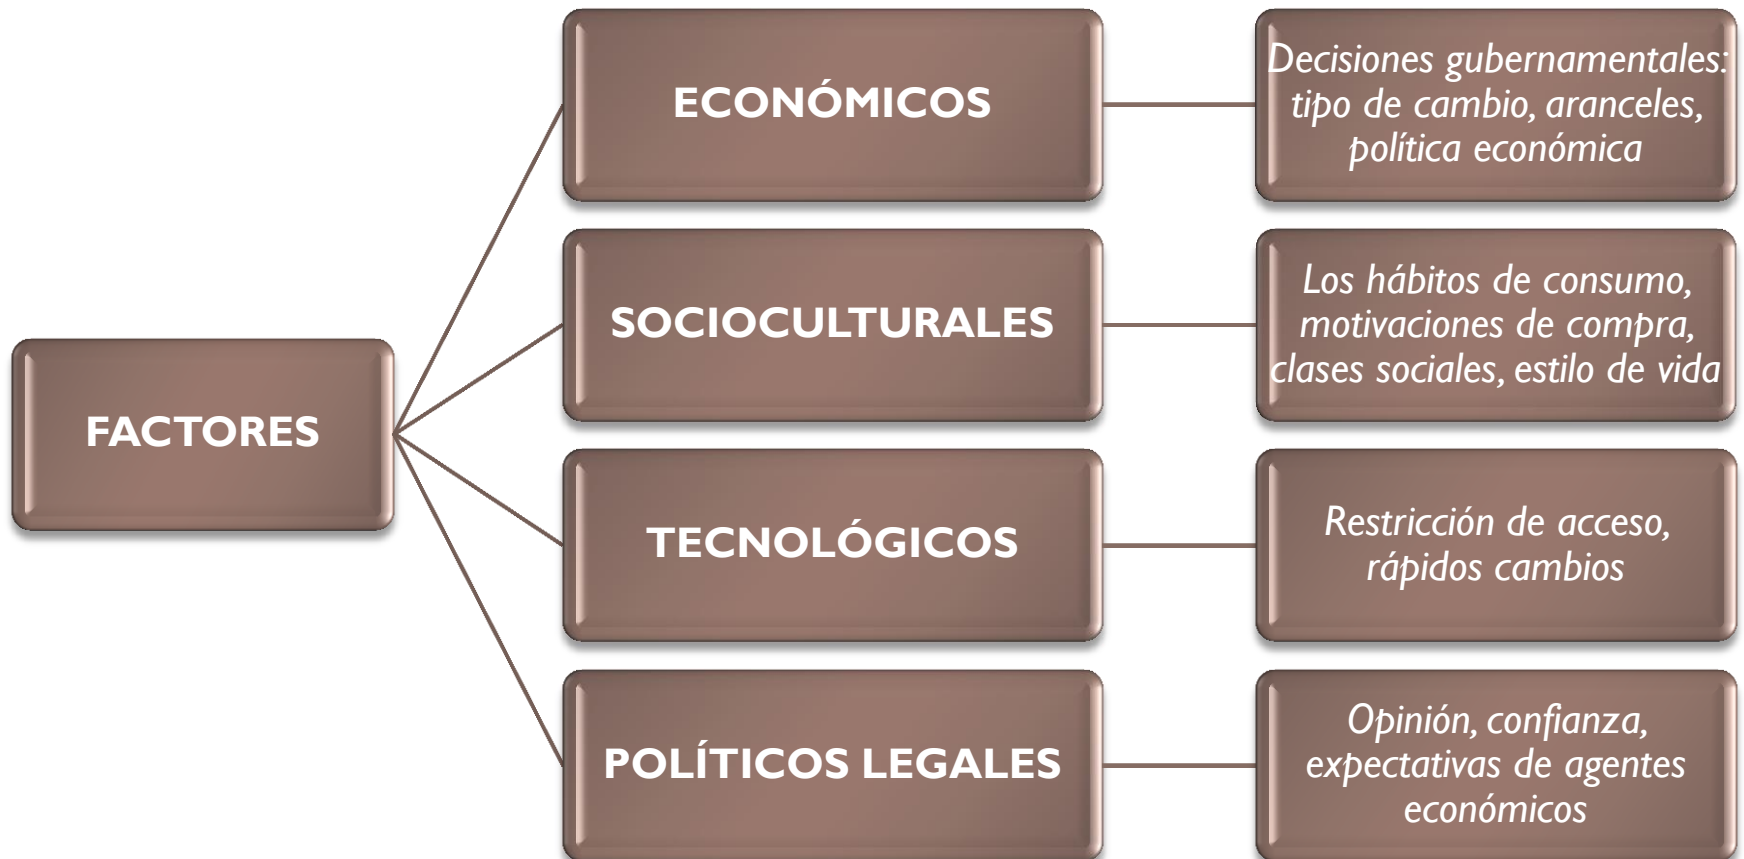 FACTORES
ECONÓMICOS
Decisiones gubernamentales:
tipo de cambio, aranceles,
política económica
SOCIOCULTURALES
Los hábitos de consumo,
motivaciones de compra,
clases sociales, estilo de vida
TECNOLÓGICOS
Restricción de acceso,
rápidos cambios
POLÍTICOS LEGALES
Opinión, confianza,
expectativas de agentes
económicos